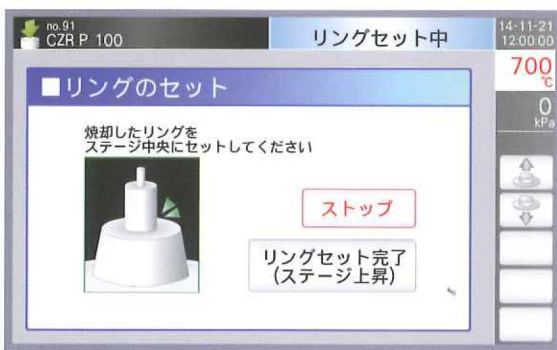 no.91
CZR P 100
リングセット中
14-11-21
12:00:00
700
℃
0
kPa
■リングのセット
焼却したリングを
ステージ中央にセットしてください
ストップ
リングセット完了
(ステージ上昇)